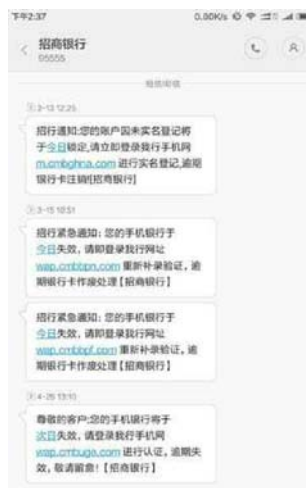 下午2:37 0.00K/s
招商银行
95555
短信/彩信
3-13 12:25
招行通知:您的账户因未实名登记将
于今日锁定,请立即登录我行手机网
m.cmbghna.com 进行实名登记,逾期
银行卡注销![招商银行]
3-15 10:51
招行紧急通知：您的手机银行于
今日失效，请即登录我行网址
wap.cmbbpn.com 重新补录验证，逾
期银行卡作废处理【招商银行】
招行紧急通知：您的手机银行于
今日失效，请即登录我行网址
wap.cmbbpf.com 重新补录验证，逾
期银行卡作废处理【招商银行】
4-26 13:10
尊敬的客户:您的手机银行将于
次日失效，请登录我行手机网
wap.cmbuga.com 进行认证，逾期失
效，敬请留意!【招商银行】